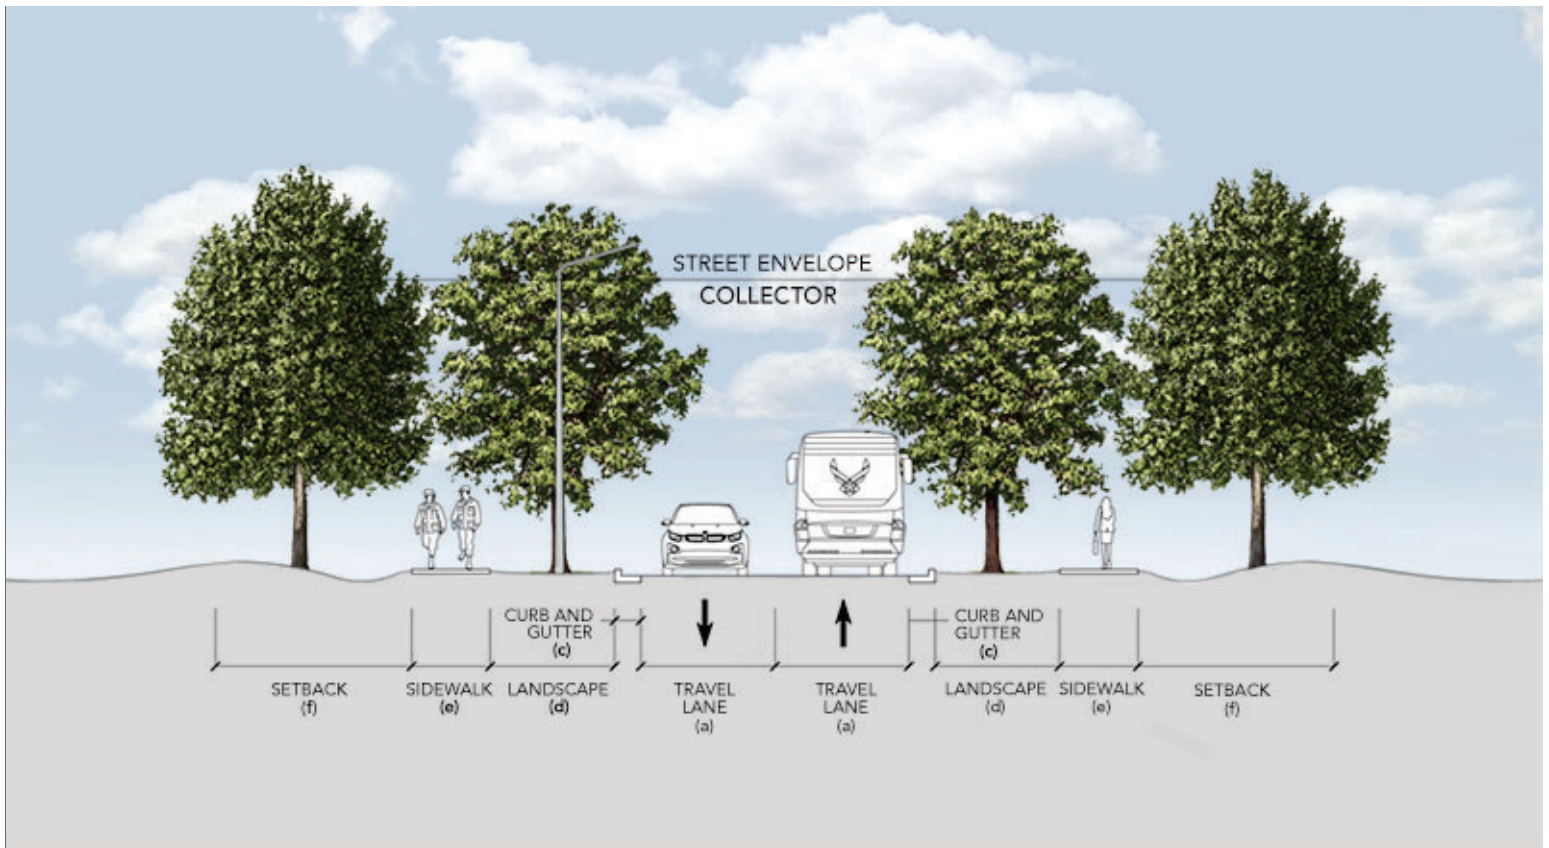 STREET ENVELOPE
COLLECTOR
CURB AND
GUTTER
(c)
CURB AND
GUTTER
(c)
SETBACK
(f)
SIDEWALK
(e)
LANDSCAPE
(d)
TRAVEL
LANE
(a)
TRAVEL
LANE
(a)
LANDSCAPE
(d)
SIDEWALK
(e)
SETBACK
(f)